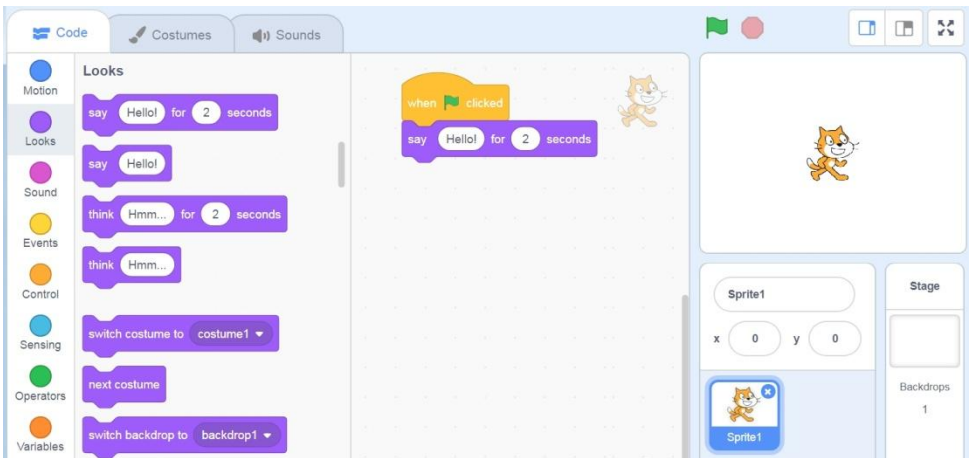 Code
Costumes
Sounds
Motion
Looks
Sound
Events
Control
Sensing
Operators
Variables
Looks
say Hello! for 2 seconds
say Hello!
think Hmm... for 2 seconds
think Hmm...
switch costume to costume1
next costume
switch backdrop to backdrop1
when clicked
say Hello! for 2 seconds
Sprite1
x 0 y 0
Sprite1
Stage
Backdrops
1